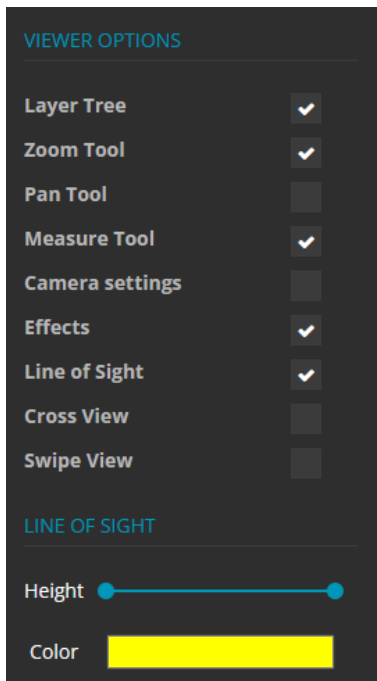 VIEWER OPTIONS
Layer Tree
Zoom Tool
Pan Tool
Measure Tool
Camera settings
Effects
Line of Sight
Cross View
Swipe View
LINE OF SIGHT
Height
Color